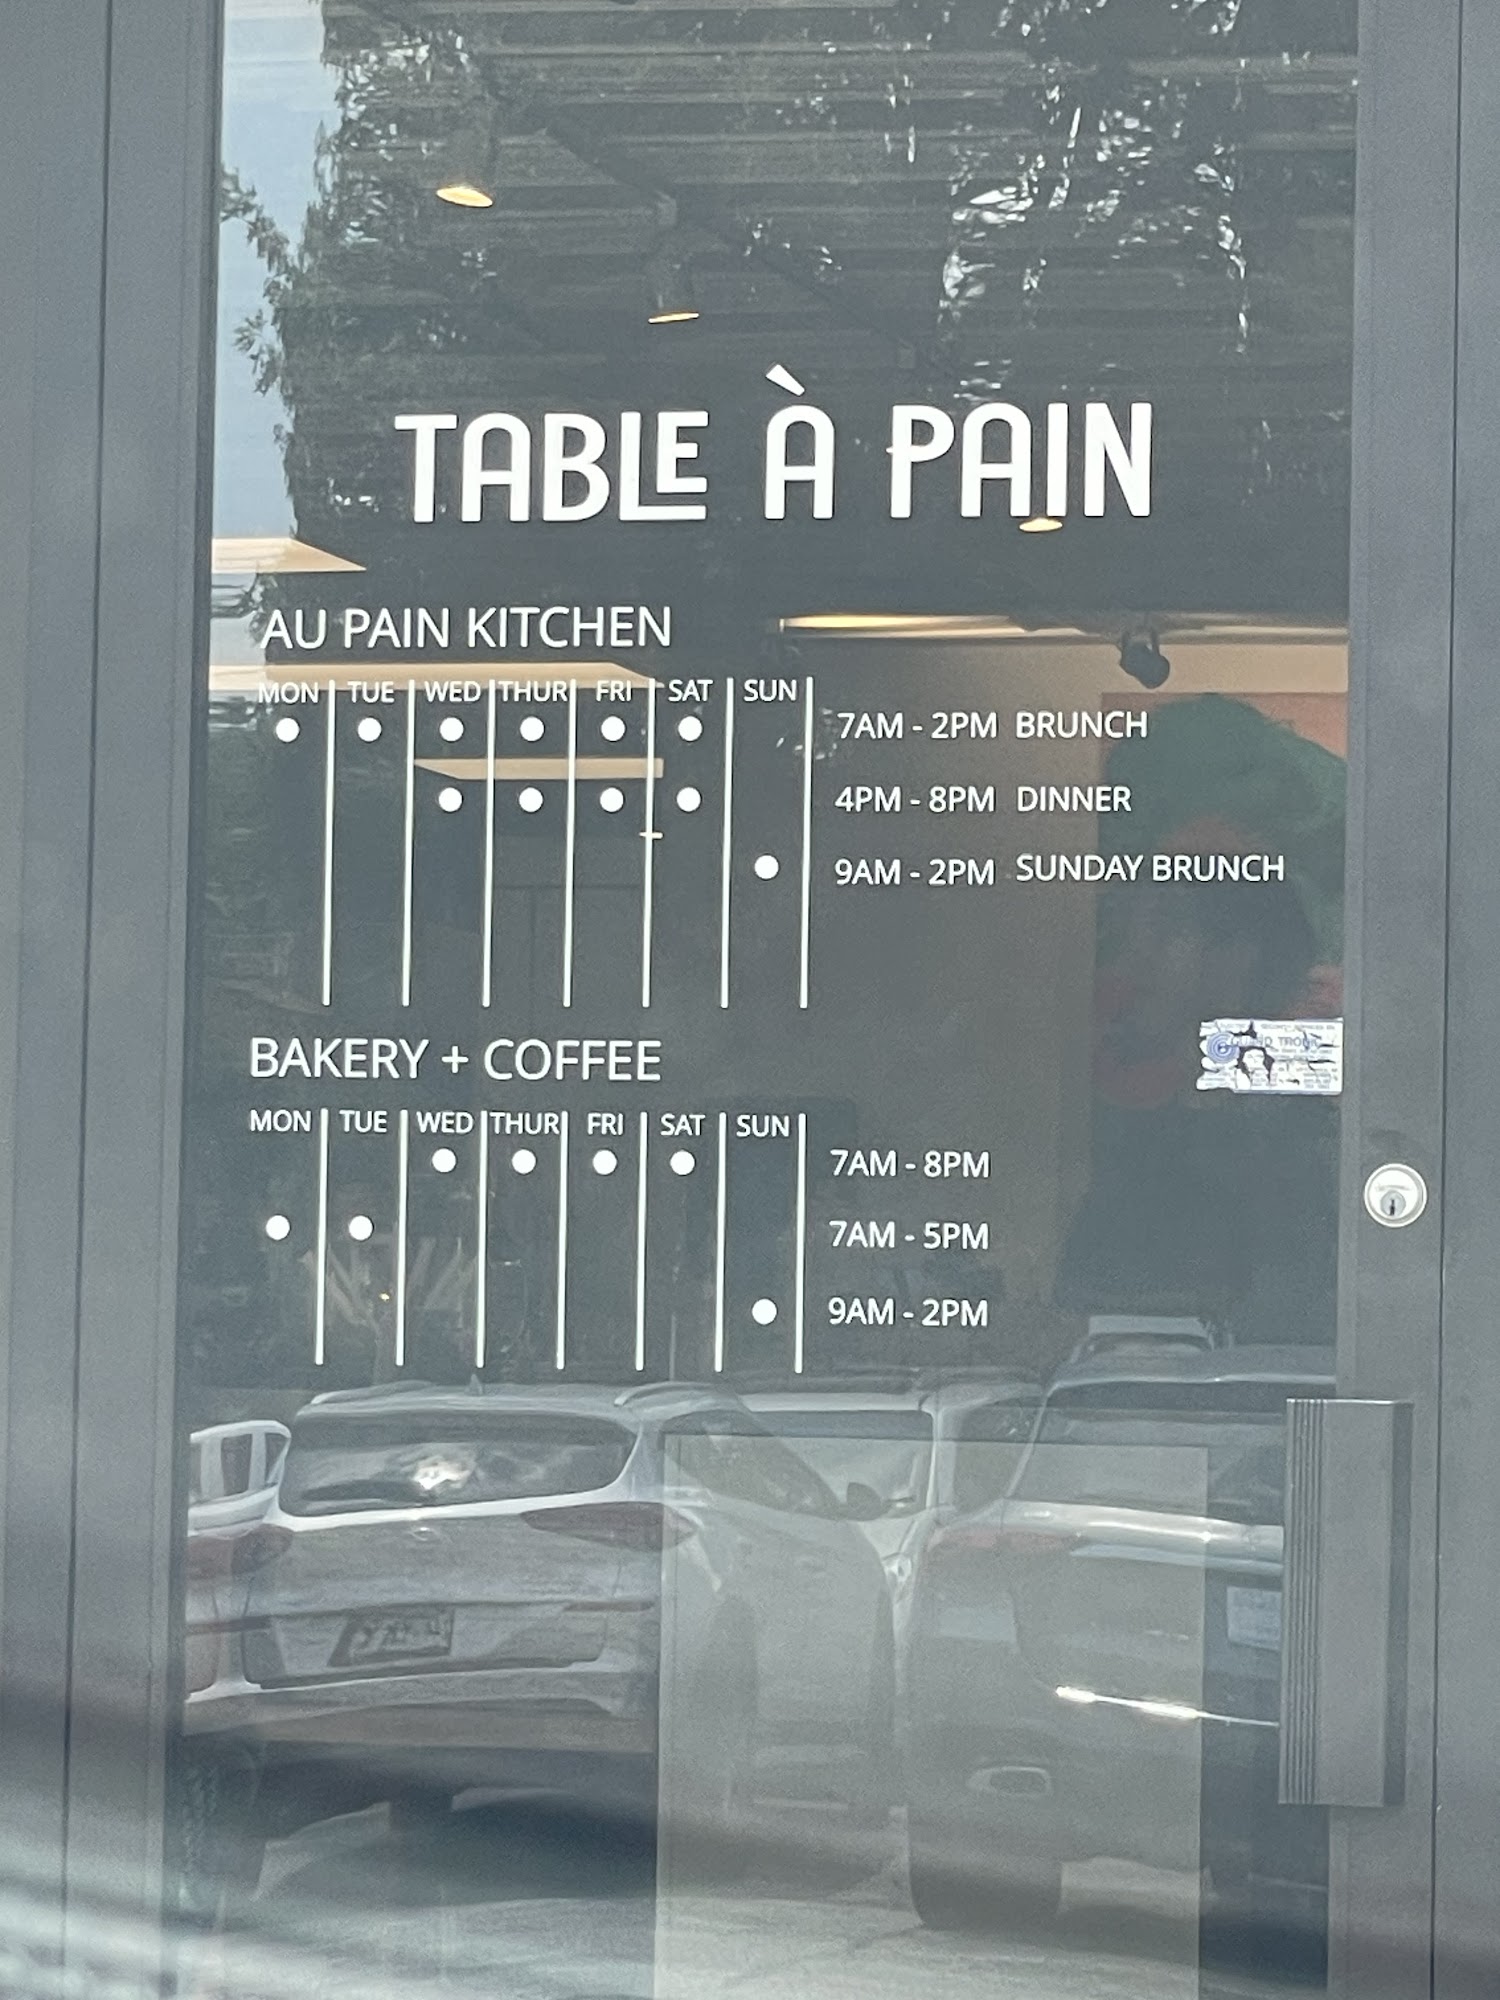 TABLE À PAIN
AU PAIN KITCHEN
MON TUE WED THUR FRI SAT SUN
7AM - 2PM BRUNCH
4PM - 8PM DINNER
9AM - 2PM SUNDAY BRUNCH
BAKERY + COFFEE
MON TUE WED THUR FRI SAT SUN
7AM - 8PM
7AM - 5PM
9AM - 2PM